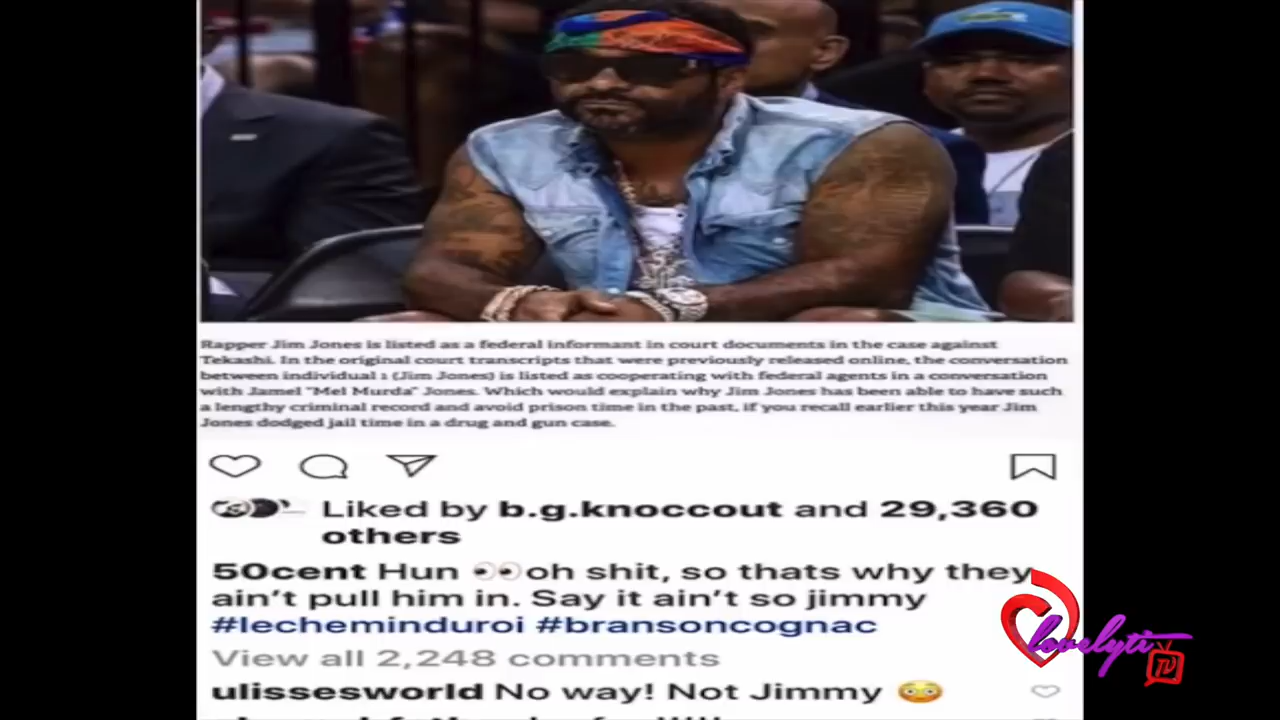 Rapper Jim Jones is listed as a federal informant in court documents in the case against
Tekashi. In the original court transcripts that were previously released online, the conversation
between individual 1 (Jim Jones) is listed as cooperating with federal agents in a conversation
with Jamel "Mel Murda" Jones. Which would explain why Jim Jones has been able to have such
a lengthy criminal record and avoid prison time in the past, if you recall earlier this year Jim
Jones dodged jail time in a drug and gun case.
Liked by b.g.knoccout and 29,360
others
50cent Hun 👀oh shit, so thats why they
ain't pull him in. Say it ain't so jimmy
#lecheminduroi #bransoncognac
lovelyti
TV
View all 2,248 comments
ulissesworld No way! Not Jimmy 😳